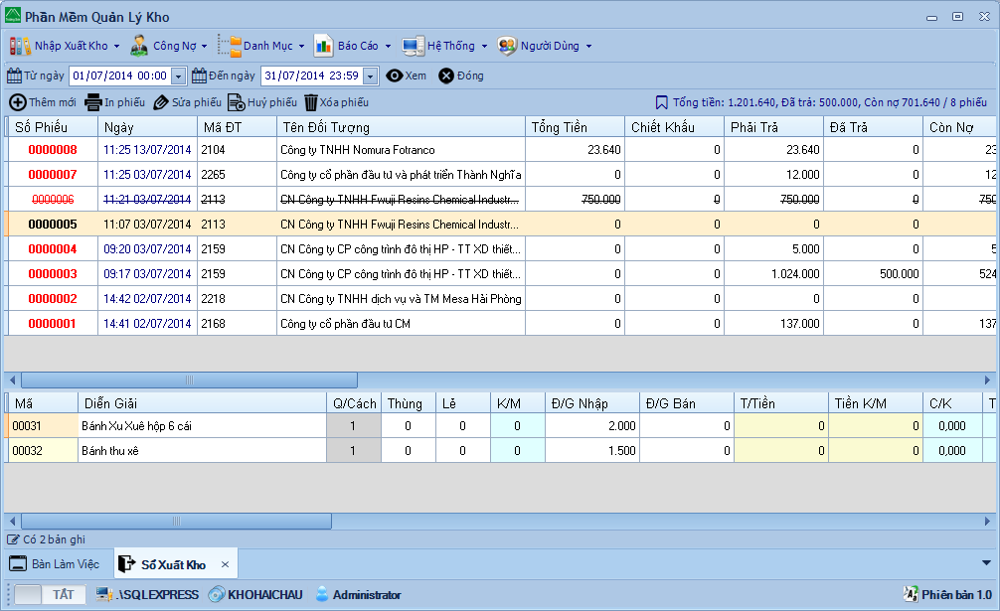 Phần Mềm Quản Lý Kho
Nhập Xuất Kho Công Nợ Danh Mục Báo Cáo Hệ Thống Người Dùng
Từ ngày 01/07/2014 00:00 Đến ngày 31/07/2014 23:59 Xem Đóng
Thêm mới In phiếu Sửa phiếu Huỷ phiếu Xóa phiếu Tổng tiền: 1.201.640, Đã trả: 500.000, Còn nợ 701.640 / 8 phiếu
Số Phiếu Ngày Mã ĐT Tên Đối Tượng Tổng Tiền Chiết Khấu Phải Trả Đã Trả Còn Nợ
0000008 11:25 13/07/2014 2104 Công ty TNHH Nomura Fotranco 23.640 0 23.640 0 23
0000007 11:25 03/07/2014 2265 Công ty cổ phần đầu tư và phát triển Thành Nghĩa 0 0 12.000 0 12
0000006 11:21 03/07/2014 2113 CN Công ty TNHH Fwuji Resins Chemical Industr... 750.000 0 750.000 0 750
0000005 11:07 03/07/2014 2113 CN Công ty TNHH Fwuji Resins Chemical Industr... 0 0 0 0
0000004 09:20 03/07/2014 2159 CN Công ty CP công trình đô thị HP - TT XD thiết... 0 0 5.000 0 5
0000003 09:17 03/07/2014 2159 CN Công ty CP công trình đô thị HP - TT XD thiết... 0 0 1.024.000 500.000 524
0000002 14:42 02/07/2014 2218 CN Công ty TNHH dịch vụ và TM Mesa Hải Phòng 0 0 0 0
0000001 14:41 02/07/2014 2168 Công ty cổ phần đầu tư CM 0 0 137.000 0 137
Mã Diễn Giải Q/Cách Thùng Lẻ K/M Đ/G Nhập Đ/G Bán T/Tiền Tiền K/M C/K T
00031 Bánh Xu Xuê hộp 6 cái 1 0 0 0 2.000 0 0 0 0,000
00032 Bánh thu xê 1 0 0 0 1.500 0 0 0 0,000
Có 2 bản ghi
Bàn Làm Việc Sổ Xuất Kho
TẮT .\SQLEXPRESS KHOHAICHAU Administrator Phiên bản 1.0